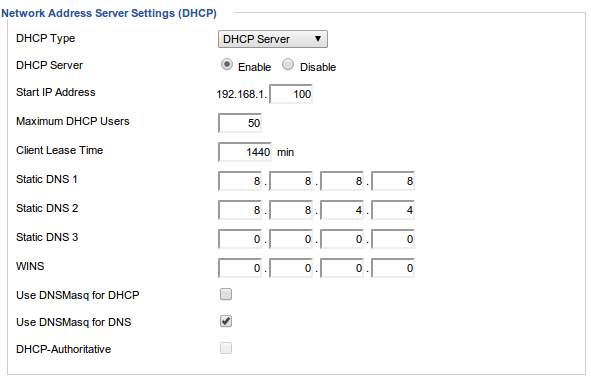 Network Address Server Settings (DHCP)
DHCP Type DHCP Server
DHCP Server Enable Disable
Start IP Address 192.168.1. 100
Maximum DHCP Users 50
Client Lease Time 1440 min
Static DNS 1 8 . 8 . 8 . 8
Static DNS 2 8 . 8 . 4 . 4
Static DNS 3 0 . 0 . 0 . 0
WINS 0 . 0 . 0 . 0
Use DNSMasq for DHCP
Use DNSMasq for DNS
DHCP-Authoritative